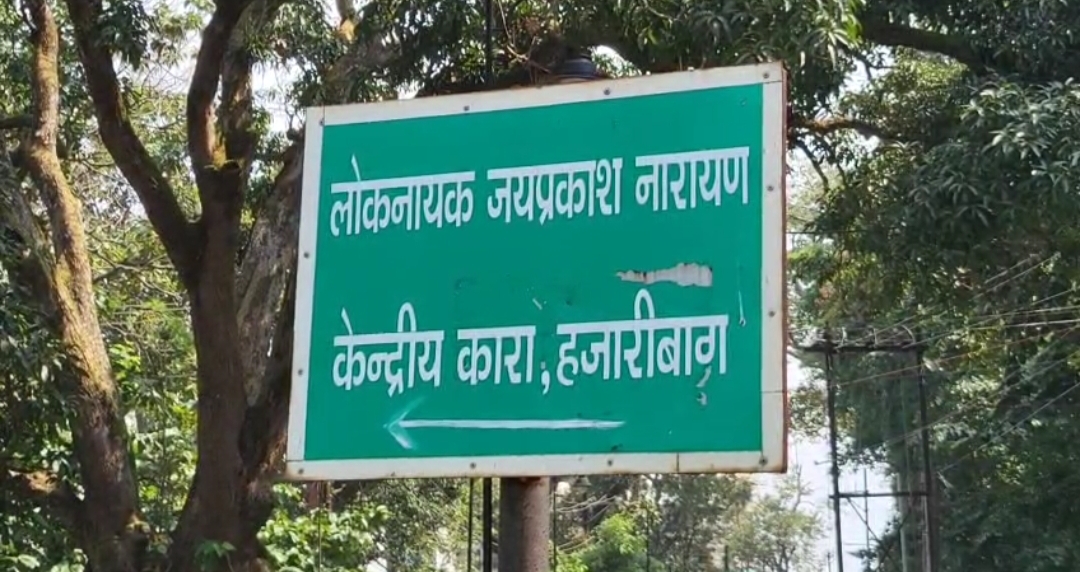 लोकनायक जयप्रकाश नारायण
केन्द्रीय कारा, हजारीबाग़